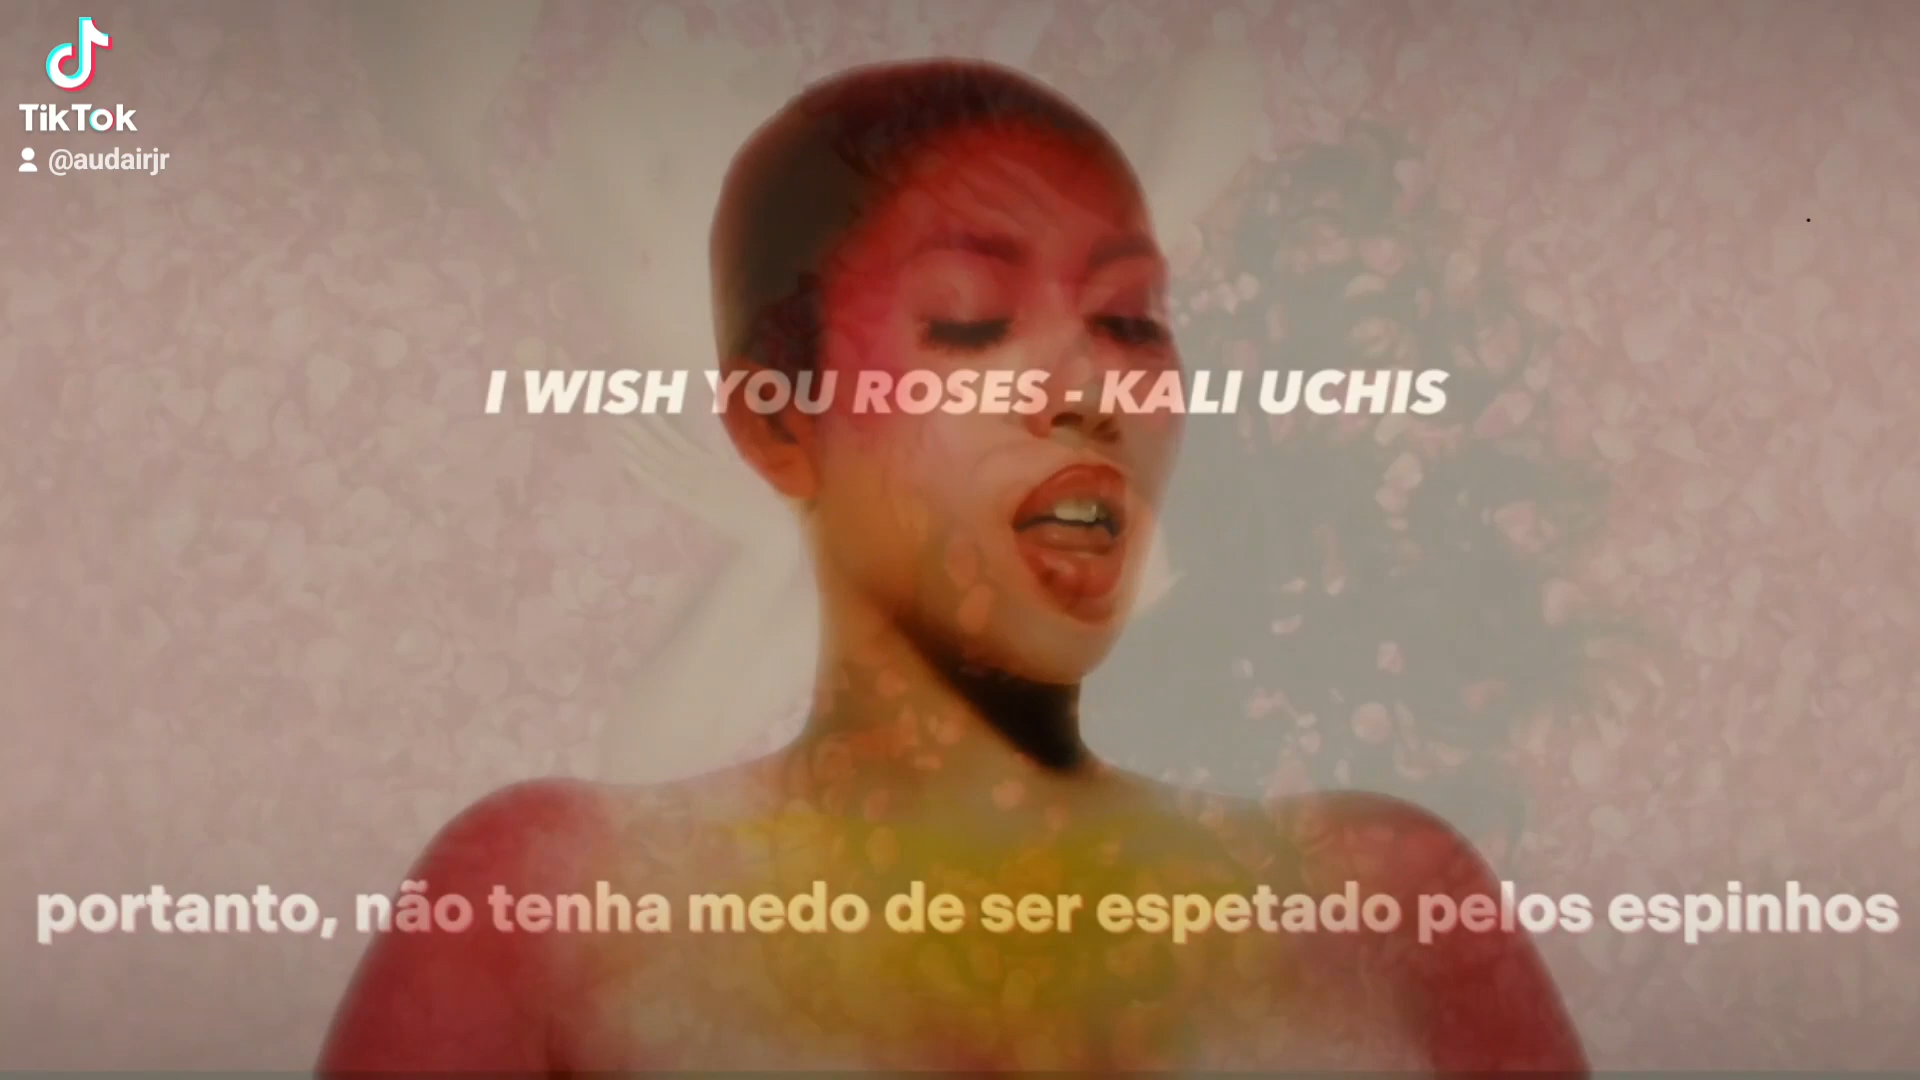 TikTok
@audairjr
I WISH YOU ROSES - KALI UCHIS
portanto, não tenha medo de ser espetado pelos espinhos